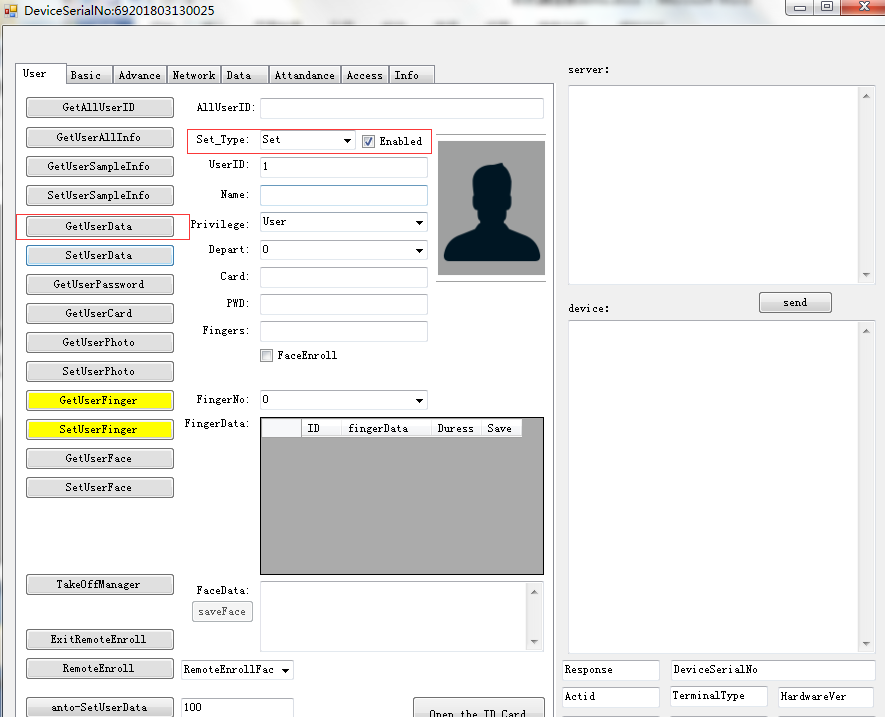 DeviceSerialNo:69201803130025
User Basic Advance Network Data Attandance Access Info
GetAllUserID
GetUserAllInfo
GetUserSampleInfo
SetUserSampleInfo
GetUserData
SetUserData
GetUserPassword
GetUserCard
GetUserPhoto
SetUserPhoto
GetUserFinger
SetUserFinger
GetUserFace
SetUserFace
TakeOffManager
ExitRemoteEnroll
RemoteEnroll
RemoteEnrollFac
anto-SetUserData
100
AllUserID:
Set_Type: Set Enabled
UserID: 1
Name:
Privilege: User
Depart: 0
Card:
PWD:
Fingers:
FaceEnroll
FingerNo: 0
FingerData:
ID fingerData Duress Save
FaceData:
saveFace
Open the ID Card
server:
send
device:
Response DeviceSerialNo
Actid TerminalType HardwareVer